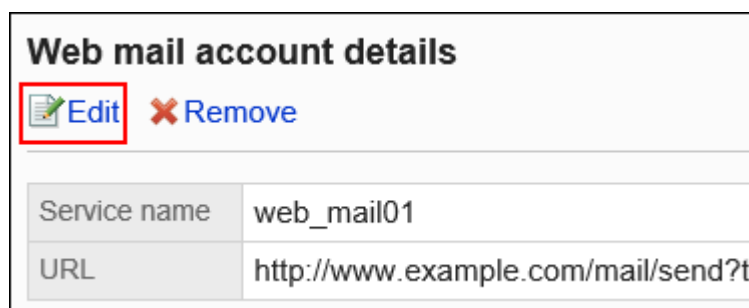 Web mail account details
Edit Remove
Service name web_mail01
URL http://www.example.com/mail/send?t